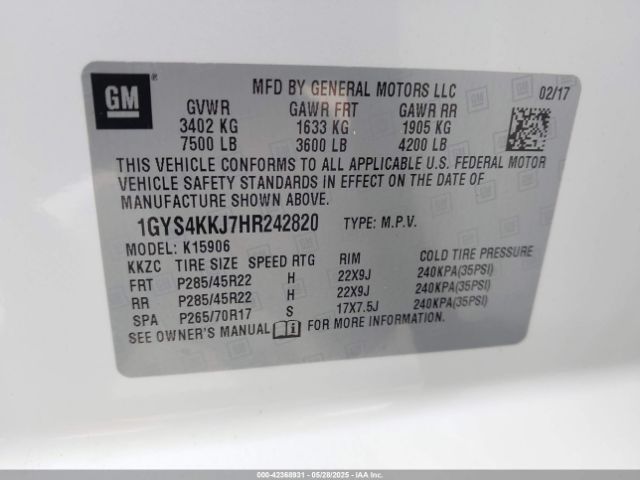 GM ®
MFD BY GENERAL MOTORS LLC 02/17
GVWR GAWR FRT GAWR RR
3402 KG 1633 KG 1905 KG
7500 LB 3600 LB 4200 LB
THIS VEHICLE CONFORMS TO ALL APPLICABLE U.S. FEDERAL MOTOR
VEHICLE SAFETY STANDARDS IN EFFECT ON THE DATE OF
MANUFACTURE SHOWN ABOVE.
1GYS4KKJ7HR242820 TYPE: M.P.V.
MODEL: K15906
KKZC TIRE SIZE SPEED RTG RIM COLD TIRE PRESSURE
FRT P285/45R22 H 22X9J 240KPA(35PSI)
RR P285/45R22 H 22X9J 240KPA(35PSI)
SPA P265/70R17 S 17X7.5J 240KPA(35PSI)
SEE OWNER'S MANUAL FOR MORE INFORMATION.
000-42368931 - 05/28/2025 - IAAI.COM